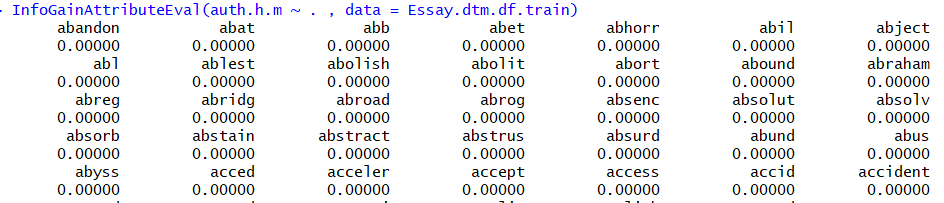 > InfoGainAttributeEval(auth.h.m ~ . , data = Essay.dtm.df.train)
abandon abat abb abet abhorr abil abject
0.00000 0.00000 0.00000 0.00000 0.00000 0.00000 0.00000
abl ablest abolish abolit abort abound abraham
0.00000 0.00000 0.00000 0.00000 0.00000 0.00000 0.00000
abreg abridg abroad abrog absenc absolut absolv
0.00000 0.00000 0.00000 0.00000 0.00000 0.00000 0.00000
absorb abstain abstract abstrus absurd abund abus
0.00000 0.00000 0.00000 0.00000 0.00000 0.00000 0.00000
abyss acced acceler accept access accid accident
0.00000 0.00000 0.00000 0.00000 0.00000 0.00000 0.00000